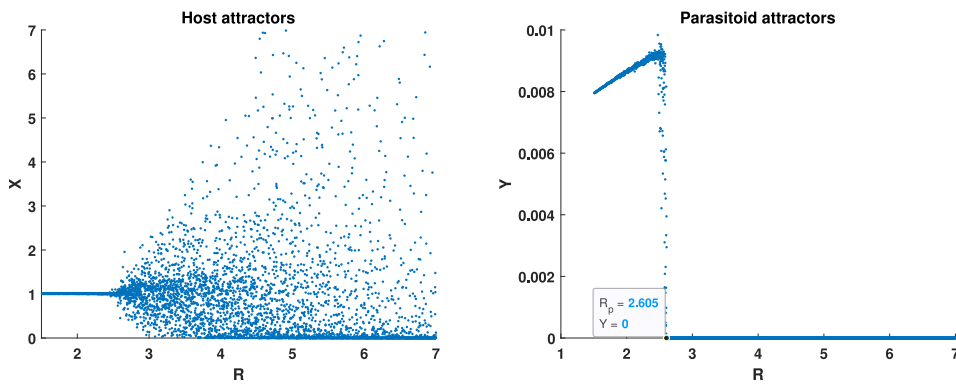 Host attractors
7
6
5
4
3
2
1
0
X
2 3 4 5 6 7
R
Parasitoid attractors
0.01
0.008
0.006
0.004
0.002
0
Y
R_p = 2.605
Y = 0
1 2 3 4 5 6 7
R